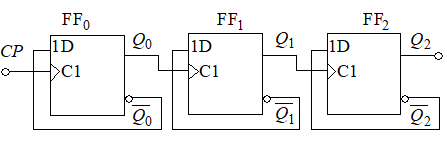 FF₀ FF₁ FF₂
1D Q₀ 1D Q₁ 1D Q₂
CP C1 C1 C1
Q̅₀ Q̅₁ Q̅₂